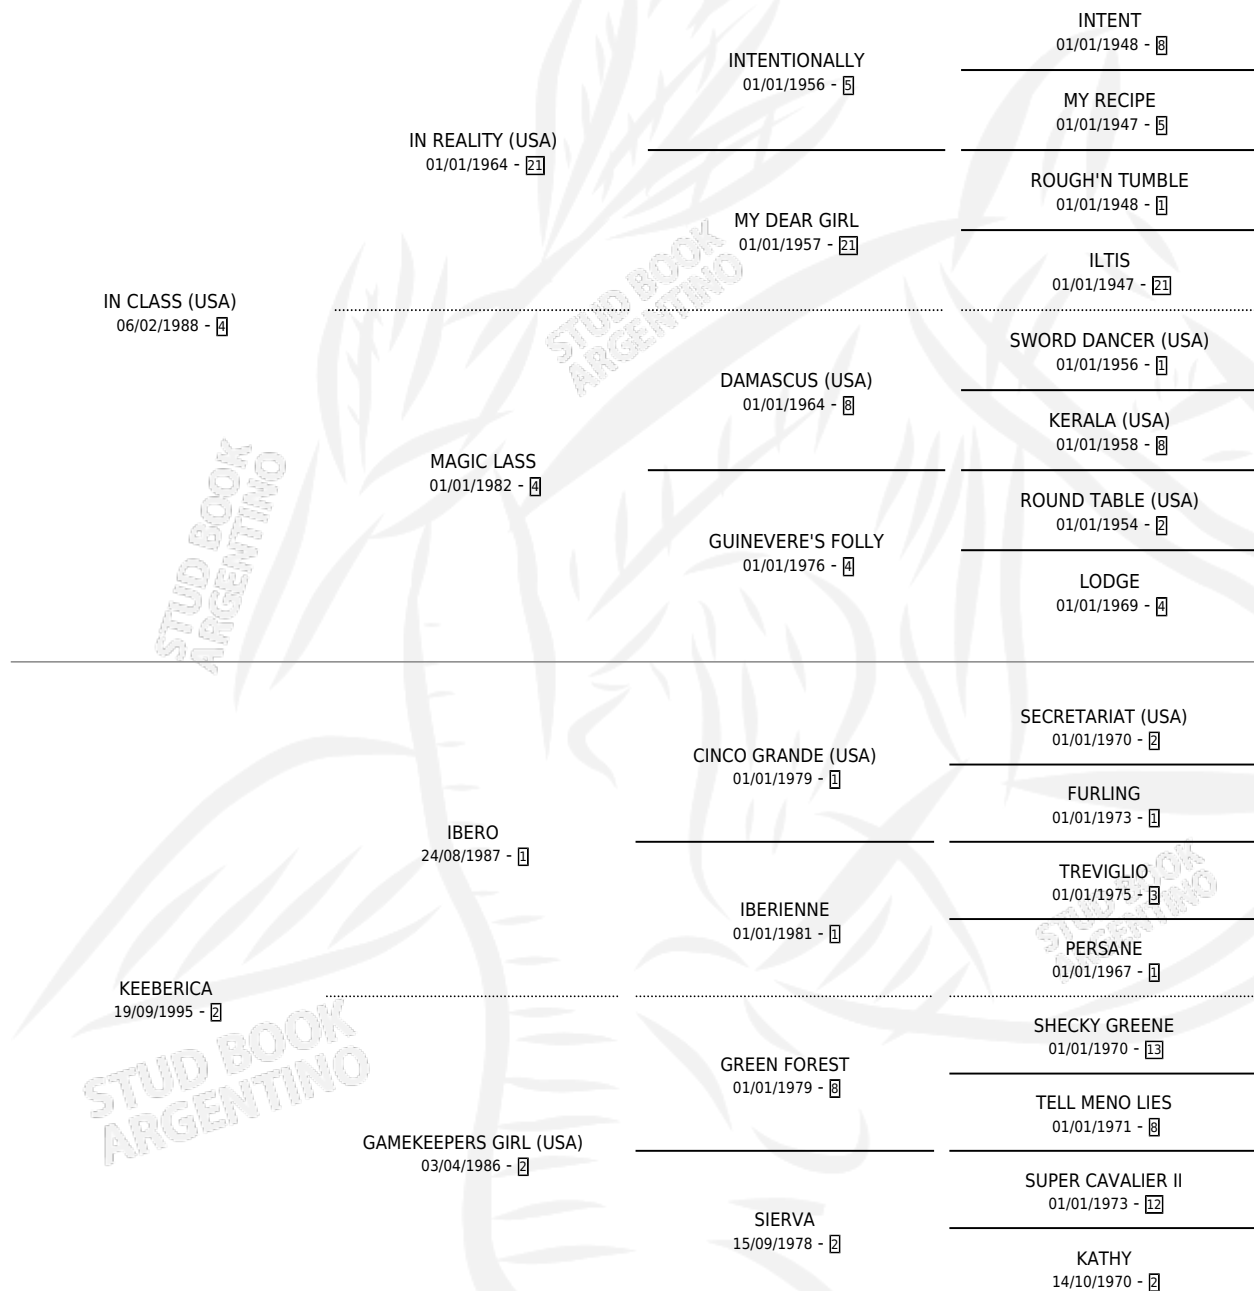 INTENT
01/01/1948 - 8
INTENTIONALLY
01/01/1956 - 5
MY RECIPE
01/01/1947 - 5
IN REALITY (USA)
01/01/1964 - 21
ROUGH'N TUMBLE
01/01/1948 - 1
MY DEAR GIRL
01/01/1957 - 21
ILTIS
01/01/1947 - 21
IN CLASS (USA)
06/02/1988 - 4
STUD BOOK
ARGENTINO
SWORD DANCER (USA)
01/01/1956 - 1
DAMASCUS (USA)
01/01/1964 - 8
KERALA (USA)
01/01/1958 - 8
MAGIC LASS
01/01/1982 - 4
ROUND TABLE (USA)
01/01/1954 - 2
GUINEVERE'S FOLLY
01/01/1976 - 4
LODGE
01/01/1969 - 4
STUD BOOK
ARGENTINO
SECRETARIAT (USA)
01/01/1970 - 2
CINCO GRANDE (USA)
01/01/1979 - 1
FURLING
01/01/1973 - 1
IBERO
24/08/1987 - 1
TREVIGLIO
01/01/1975 - 3
IBERIENNE
01/01/1981 - 1
PERSANE
01/01/1967 - 1
STUD BOOK
ARGENTINO
KEEBERICA
19/09/1995 - 2
STUD BOOK
ARGENTINO
SHECKY GREENE
01/01/1970 - 13
GREEN FOREST
01/01/1979 - 8
TELL MENO LIES
01/01/1971 - 8
GAMEKEEPERS GIRL (USA)
03/04/1986 - 2
SUPER CAVALIER II
01/01/1973 - 12
SIERVA
15/09/1978 - 2
KATHY
14/10/1970 - 2